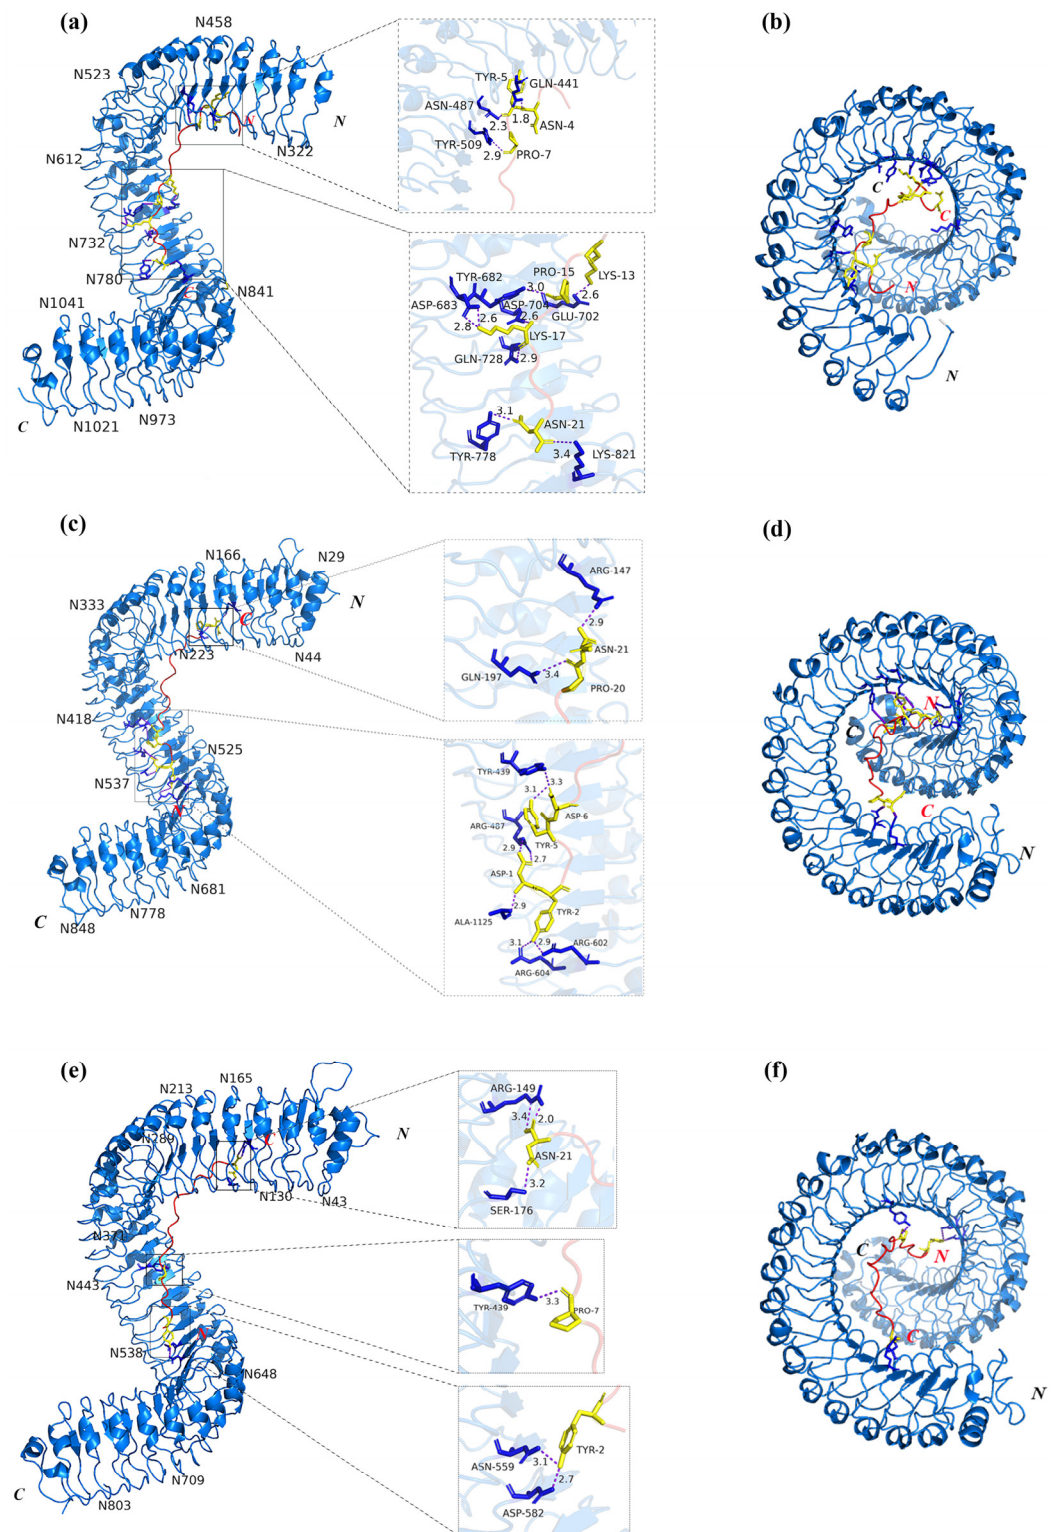 (a)
N458
N523
N
N
N322
N612
N732
N780
N841
N1041
C
C
N973
N1021
TYR-5
GLN-441
ASN-487
1.8
2.3
ASN-4
TYR-509
2.9
PRO-7
TYR-682
PRO-15
LYS-13
3.0
ASP-683
ASP-704
2.6
GLU-702
2.6
2.6
2.8
LYS-17
GLN-728
2.9
3.1
ASN-21
TYR-778
3.4
LYS-821
(b)
C
C
N
N
(c)
N166
N29
N333
N
C
N223
N44
N418
N525
N537
N
N681
C
N778
N848
ARG-147
2.9
ASN-21
GLN-197
3.4
PRO-20
TYR-439
3.3
3.1
ASP-6
ARG-487
TYR-5
2.9
2.7
ASP-1
2.9
TYR-2
ALA-1125
3.1
2.9
ARG-602
ARG-604
(d)
N
C
C
N
(e)
N165
N213
N
C
N289
N130
N43
N371
N443
N
N538
N648
N709
C
N803
ARG-149
3.4
2.0
ASN-21
3.2
SER-176
TYR-439
3.3
PRO-7
TYR-2
ASN-559
3.1
2.7
ASP-582
(f)
C
N
C
N